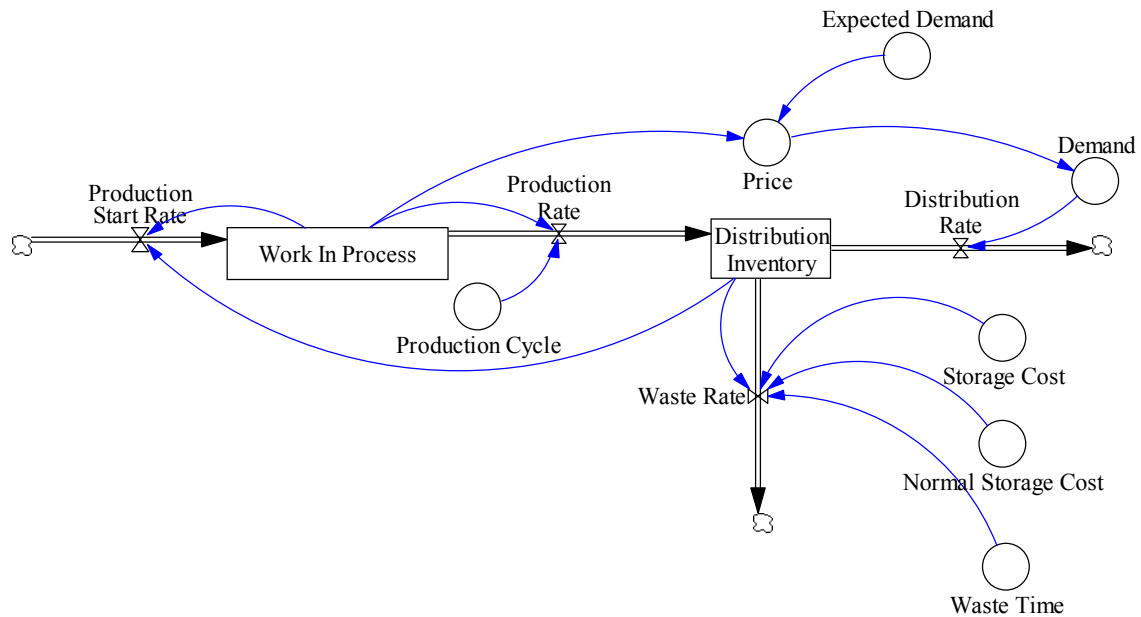 Expected Demand
Demand
Price
Production
Start Rate
Production
Rate
Distribution
Rate
Work In Process
Distribution
Inventory
Production Cycle
Storage Cost
Waste Rate
Normal Storage Cost
Waste Time